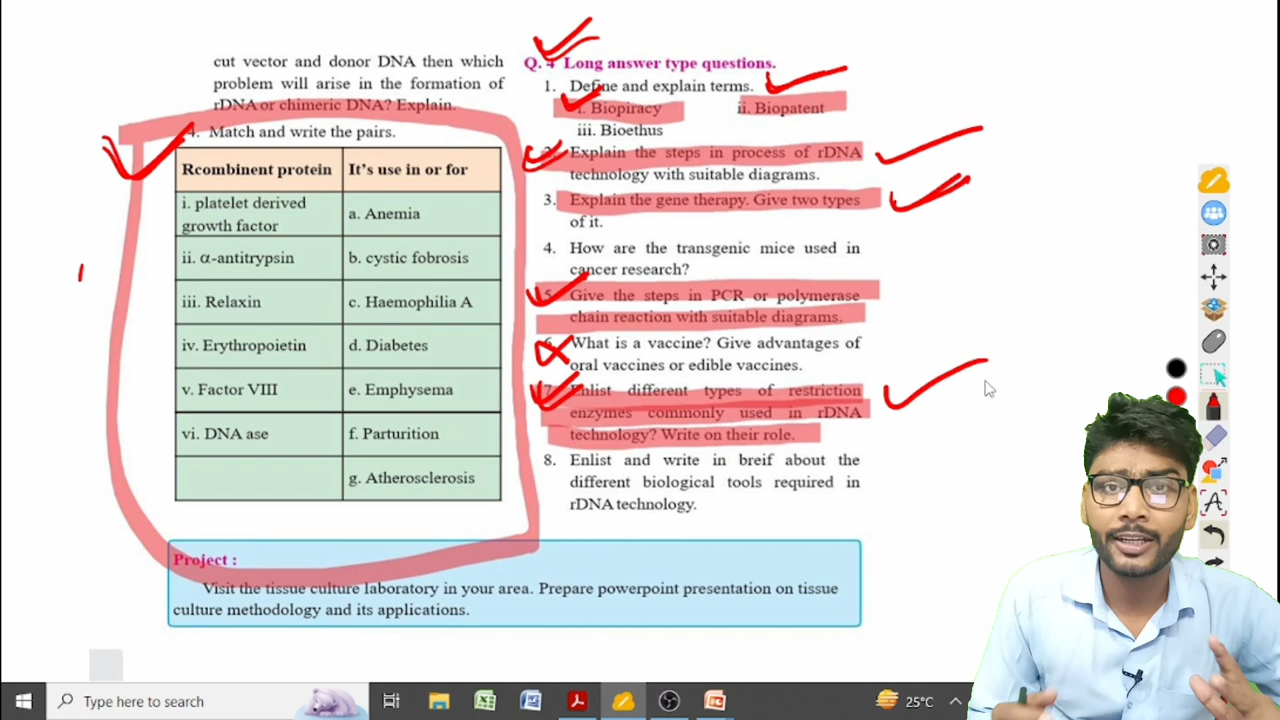 cut vector and donor DNA then which
problem will arise in the formation of
rDNA or chimeric DNA? Explain.
4. Match and write the pairs.
Rcombinent protein It's use in or for
i. platelet derived
growth factor
a. Anemia
ii. α-antitrypsin b. cystic fobrosis
iii. Relaxin c. Haemophilia A
iv. Erythropoietin d. Diabetes
v. Factor VIII e. Emphysema
vi. DNA ase f. Parturition
g. Atherosclerosis
Q. 4 Long answer type questions.
1. Define and explain terms.
i. Biopiracy ii. Biopatent
iii. Bioethus
2. Explain the steps in process of rDNA
technology with suitable diagrams.
3. Explain the gene therapy. Give two types
of it.
4. How are the transgenic mice used in
cancer research?
5. Give the steps in PCR or polymerase
chain reaction with suitable diagrams.
6. What is a vaccine? Give advantages of
oral vaccines or edible vaccines.
7. Enlist different types of restriction
enzymes commonly used in rDNA
technology? Write on their role.
8. Enlist and write in breif about the
different biological tools required in
rDNA technology.
Project :
Visit the tissue culture laboratory in your area. Prepare powerpoint presentation on tissue
culture methodology and its applications.
Type here to search
25°C